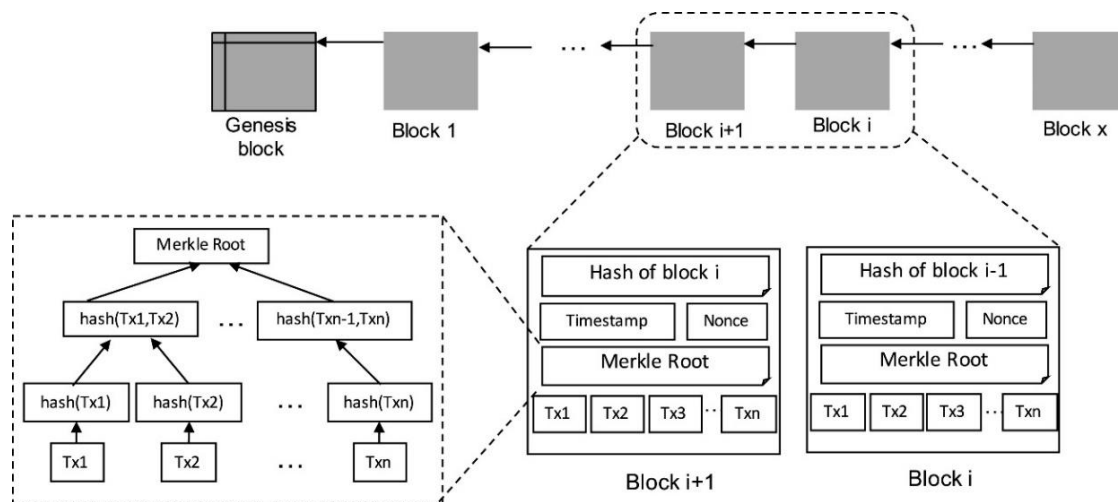 ... ...
Genesis
block
Block 1
Block i+1
Block i
Block x
Merkle Root
hash(Tx1,Tx2) ... hash(Txn-1,Txn)
hash(Tx1) hash(Tx2) ... hash(Txn)
Tx1 Tx2 ... Txn
Hash of block i
Timestamp Nonce
Merkle Root
Tx1 Tx2 Tx3 ... Txn
Block i+1
Hash of block i-1
Timestamp Nonce
Merkle Root
Tx1 Tx2 Tx3 ... Txn
Block i